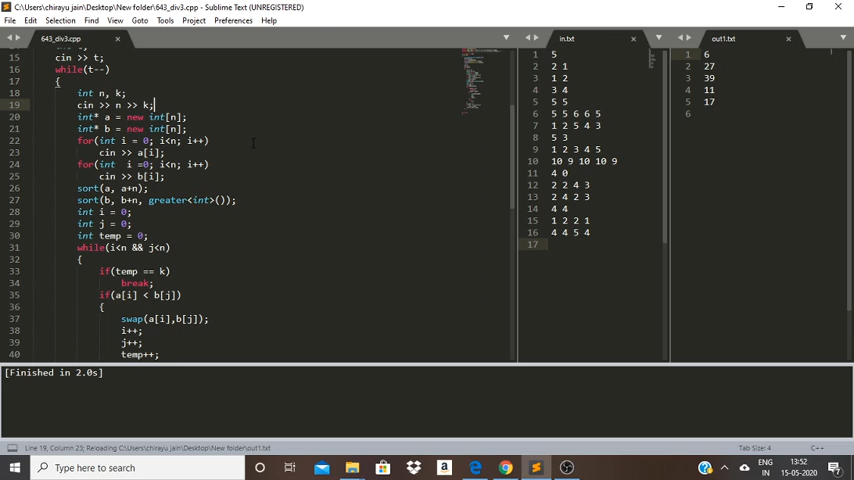 C:\Users\chirayu jain\Desktop\New folder\643_div3.cpp - Sublime Text (UNREGISTERED)
File Edit Selection Find View Goto Tools Project Preferences Help
643_div3.cpp
15 cin >> t;
16 while(t--)
17 {
18 int n, k;
19 cin >> n >> k;
20 int* a = new int[n];
21 int* b = new int[n];
22 for(int i = 0; i<n; i++)
23 cin >> a[i];
24 for(int i =0; i<n; i++)
25 cin >> b[i];
26 sort(a, a+n);
27 sort(b, b+n, greater<int>());
28 int i = 0;
29 int j = 0;
30 int temp = 0;
31 while(i<n && j<n)
32 {
33 if(temp == k)
34 break;
35 if(a[i] < b[j])
36 {
37 swap(a[i],b[j]);
38 i++;
39 j++;
40 temp++;
in.txt
1 5
2 2 1
3 1 2
4 3 4
5 5 5
6 5 5 6 6 5
7 1 2 5 4 3
8 5 3
9 1 2 3 4 5
10 10 9 10 10 9
11 4 0
12 2 2 4 3
13 2 4 2 3
14 4 4
15 1 2 2 1
16 4 4 5 4
17
out1.txt
1 6
2 27
3 39
4 11
5 17
6
[Finished in 2.0s]
Line 19, Column 23; Reloading C:\Users\chirayu jain\Desktop\New folder\out1.txt
Tab Size: 4
C++
Type here to search
ENG
IN
13:52
15-05-2020
7